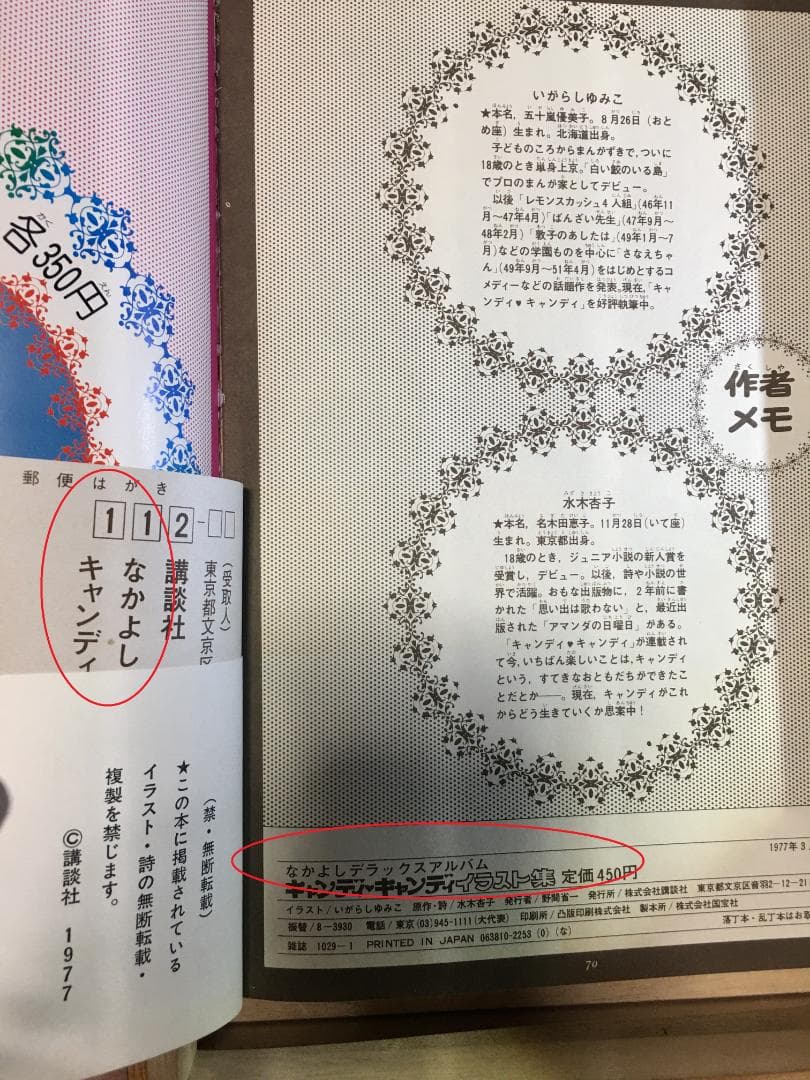 各350円
郵便はがき
112-
(受取人)
東京都文京区
講談社
なかよし
キャンディ
(禁・無断転載)
★この本に掲載されている
イラスト・詩の無断転載・
複製を禁じます。
©講談社 1977
いがらしゆみこ
★本名，五十嵐優美子。8月26日（おと
め座）生まれ。北海道出身。
子どものころからまんがずきで，ついに
18歳のとき単身上京。「白い鮫のいる島」
でプロのまんが家としてデビュー。
以後「レモンスカッシュ4人組」(46年11
月〜47年4月)「ばんざい先生」(47年9月〜
48年2月)「敦子のあしたは」(49年1月〜7
月)などの学園ものを中心に「さなえちゃ
ん」(49年9月〜51年4月)をはじめとするコ
メディーなどの話題作を発表。現在，「キャ
ンディ♥キャンディ」を好評執筆中。
作者
メモ
水木杏子
★本名，名木田恵子。11月28日(いて座)
生まれ。東京都出身。
18歳のとき，ジュニア小説の新人賞を
受賞し，デビュー。以後，詩や小説の世
界で活躍。おもな出版物に，2年前に書
かれた「思い出は歌わない」と，最近出
版された「アマンダの日曜日」がある。
「キャンディ♥キャンディ」が連載され
て今，いちばん楽しいことは，キャンディ
という，すてきなおともだちができたこ
とだとか――。現在，キャンディがこれ
からどう生きていくか思案中！
1977年3
なかよしデラックスアルバム
キャンディ・キャンディイラスト集 定価450円
イラスト/いがらしゆみこ 原作・詩/水木杏子 発行者/野間省一 発行所/株式会社講談社 東京都文京区音羽2-12-21
振替/8-3930 電話/東京(03)945-1111(大代表) 印刷所/凸版印刷株式会社 製本所/株式会社国宝社 落丁本・乱丁本はお取
雑誌 1029-1 PRINTED IN JAPAN 063810-2253 (0) (な)
70